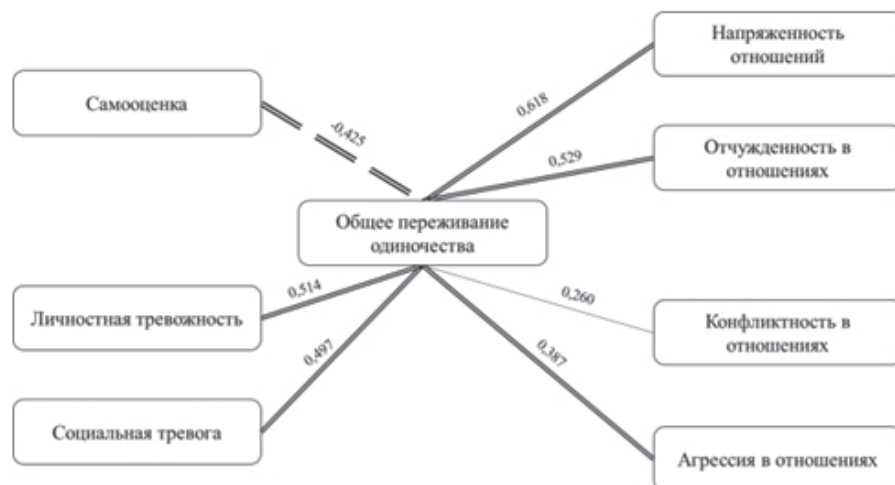 Напряженность
отношений
Самооценка
-0,425
0,618
Отчужденность в
отношениях
0,529
Общее переживание
одиночества
Личностная тревожность
0,514
0,260
Конфликтность в
отношениях
0,497
0,387
Социальная тревога
Агрессия в отношениях